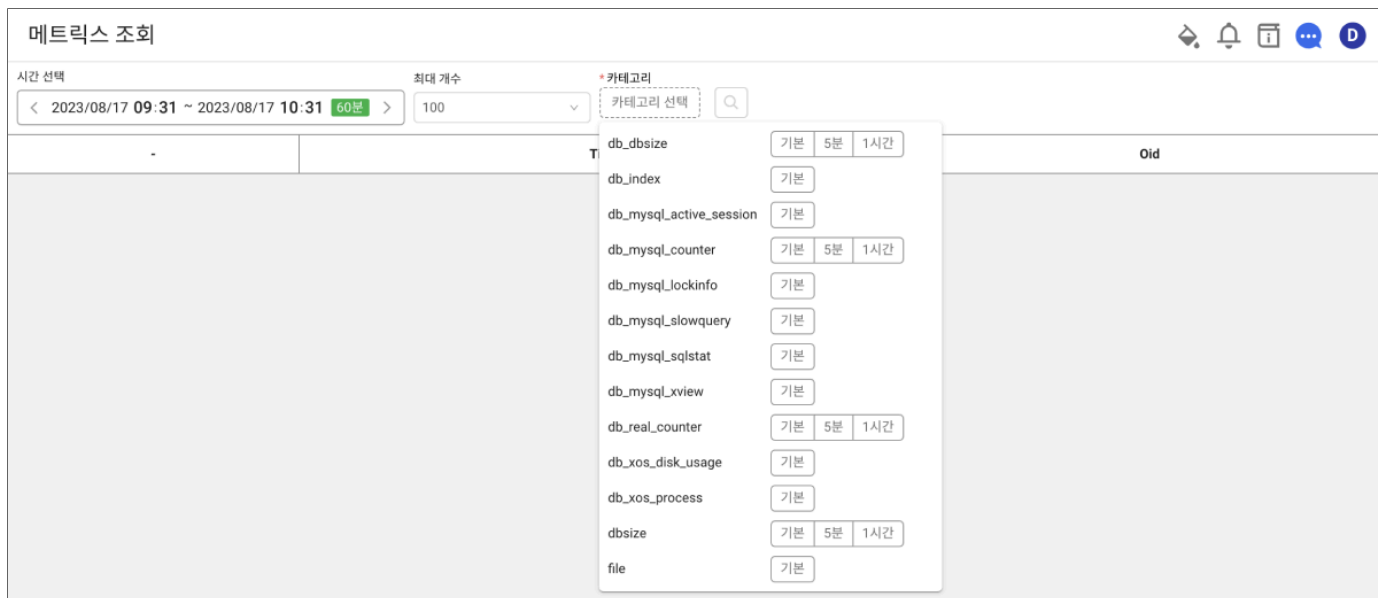 메트릭스 조회
D
시간 선택
최대 개수
* 카테고리
< 2023/08/17 09:31 ~ 2023/08/17 10:31 60분 >
100
카테고리 선택
-
Oid
db_dbsize 기본 5분 1시간
db_index 기본
db_mysql_active_session 기본
db_mysql_counter 기본 5분 1시간
db_mysql_lockinfo 기본
db_mysql_slowquery 기본
db_mysql_sqlstat 기본
db_mysql_xview 기본
db_real_counter 기본 5분 1시간
db_xos_disk_usage 기본
db_xos_process 기본
dbsize 기본 5분 1시간
file 기본